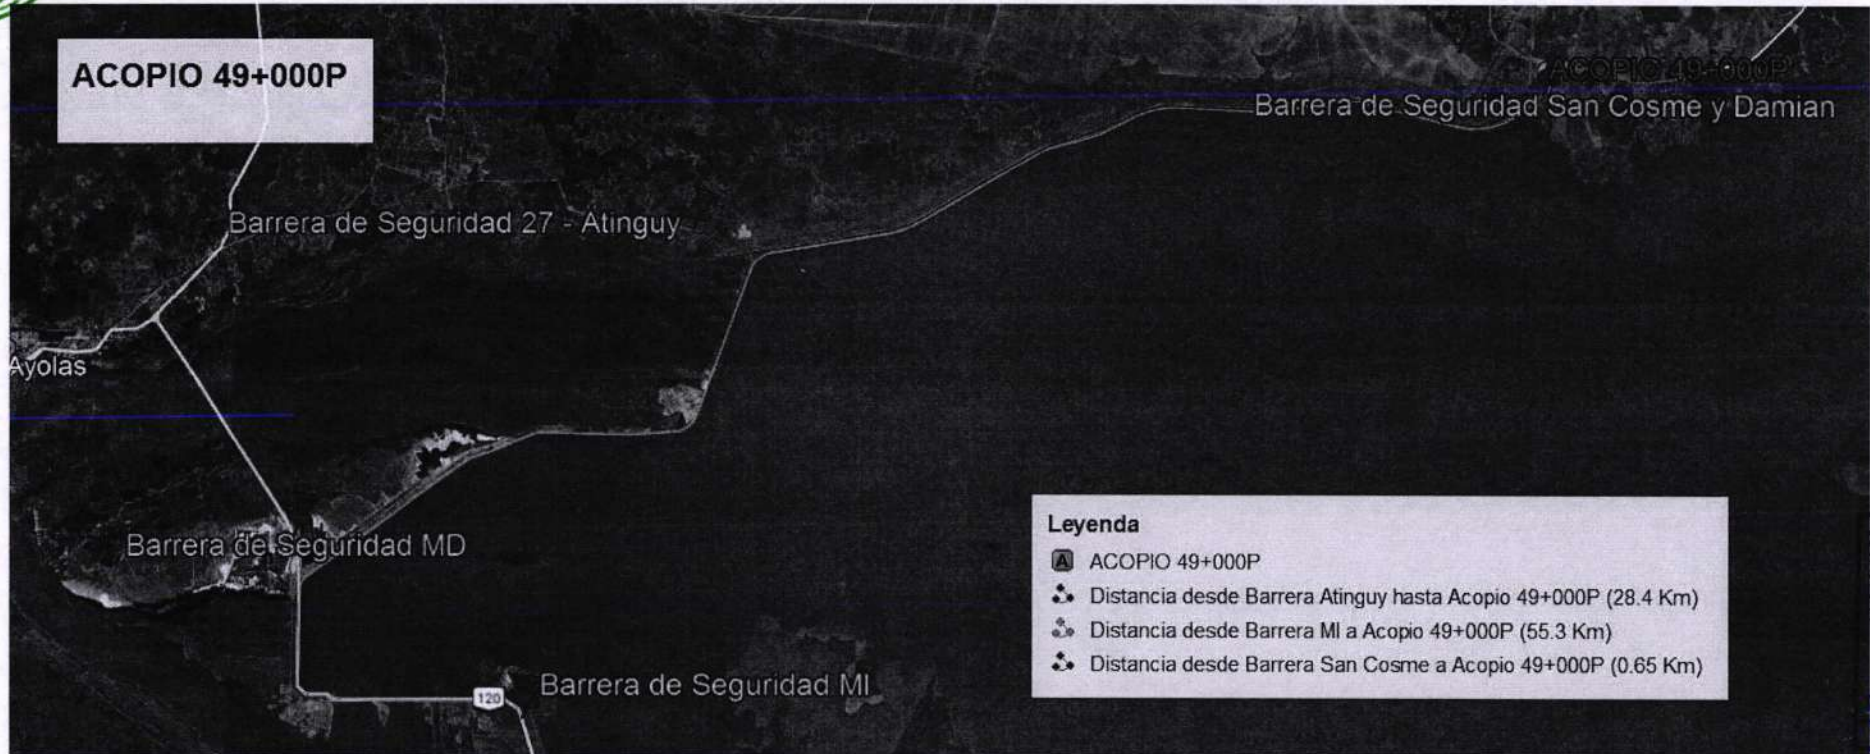 ACOPIO 49+000P
ACOPIO 49+000P
Barrera de Seguridad San Cosme y Damian
Barrera de Seguridad 27 - Atinguy
Ayolas
Barrera de Seguridad MD
Leyenda
A ACOPIO 49+000P
Distancia desde Barrera Atinguy hasta Acopio 49+000P (28.4 Km)
Distancia desde Barrera MI a Acopio 49+000P (55.3 Km)
Distancia desde Barrera San Cosme a Acopio 49+000P (0.65 Km)
Barrera de Seguridad MI
120